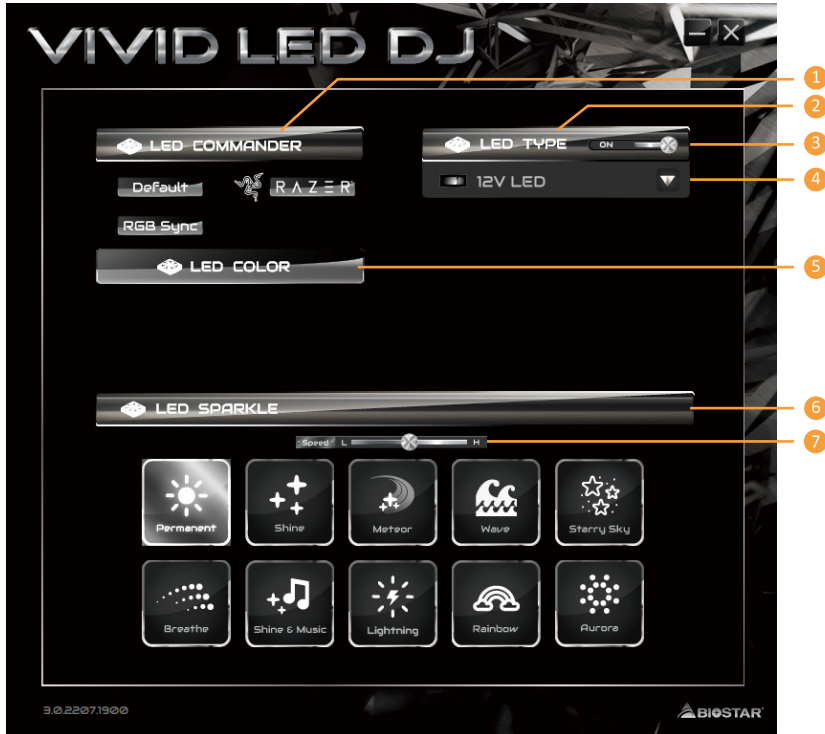 VIVID LED DJ
1
2
LED COMMANDER
LED TYPE ON
3
Default
RAZER
12V LED
4
RGB Sync
LED COLOR
5
LED SPARKLE
6
Speed L H
7
Permanent
Shine
Meteor
Wave
Starry Sky
Breathe
Shine & Music
Lightning
Rainbow
Aurora
3.0.2207.1900
BIOSTAR